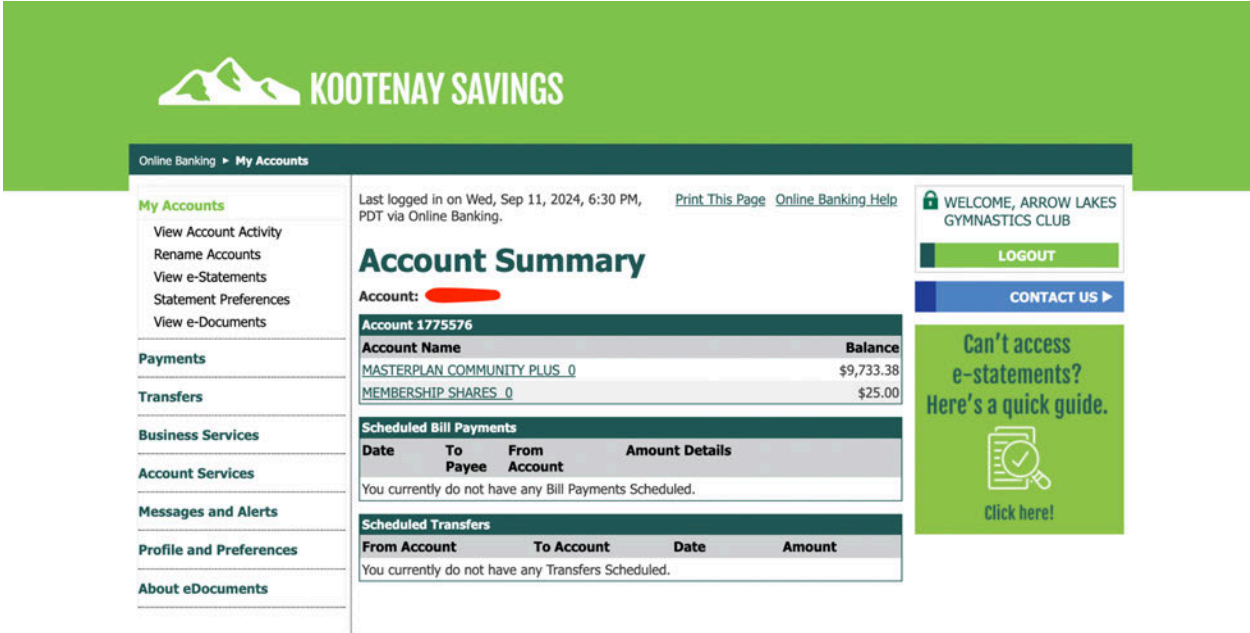 KOOTENAY SAVINGS
Online Banking ▸ My Accounts
My Accounts
View Account Activity
Rename Accounts
View e-Statements
Statement Preferences
View e-Documents
Payments
Transfers
Business Services
Account Services
Messages and Alerts
Profile and Preferences
About eDocuments
Last logged in on Wed, Sep 11, 2024, 6:30 PM,
PDT via Online Banking.
Print This Page Online Banking Help
Account Summary
Account:
Account 1775576
Account Name Balance
MASTERPLAN COMMUNITY PLUS 0 $9,733.38
MEMBERSHIP SHARES 0 $25.00
Scheduled Bill Payments
Date To Payee From Account Amount Details
You currently do not have any Bill Payments Scheduled.
Scheduled Transfers
From Account To Account Date Amount
You currently do not have any Transfers Scheduled.
WELCOME, ARROW LAKES
GYMNASTICS CLUB
LOGOUT
CONTACT US ▶
Can't access
e-statements?
Here's a quick guide.
Click here!